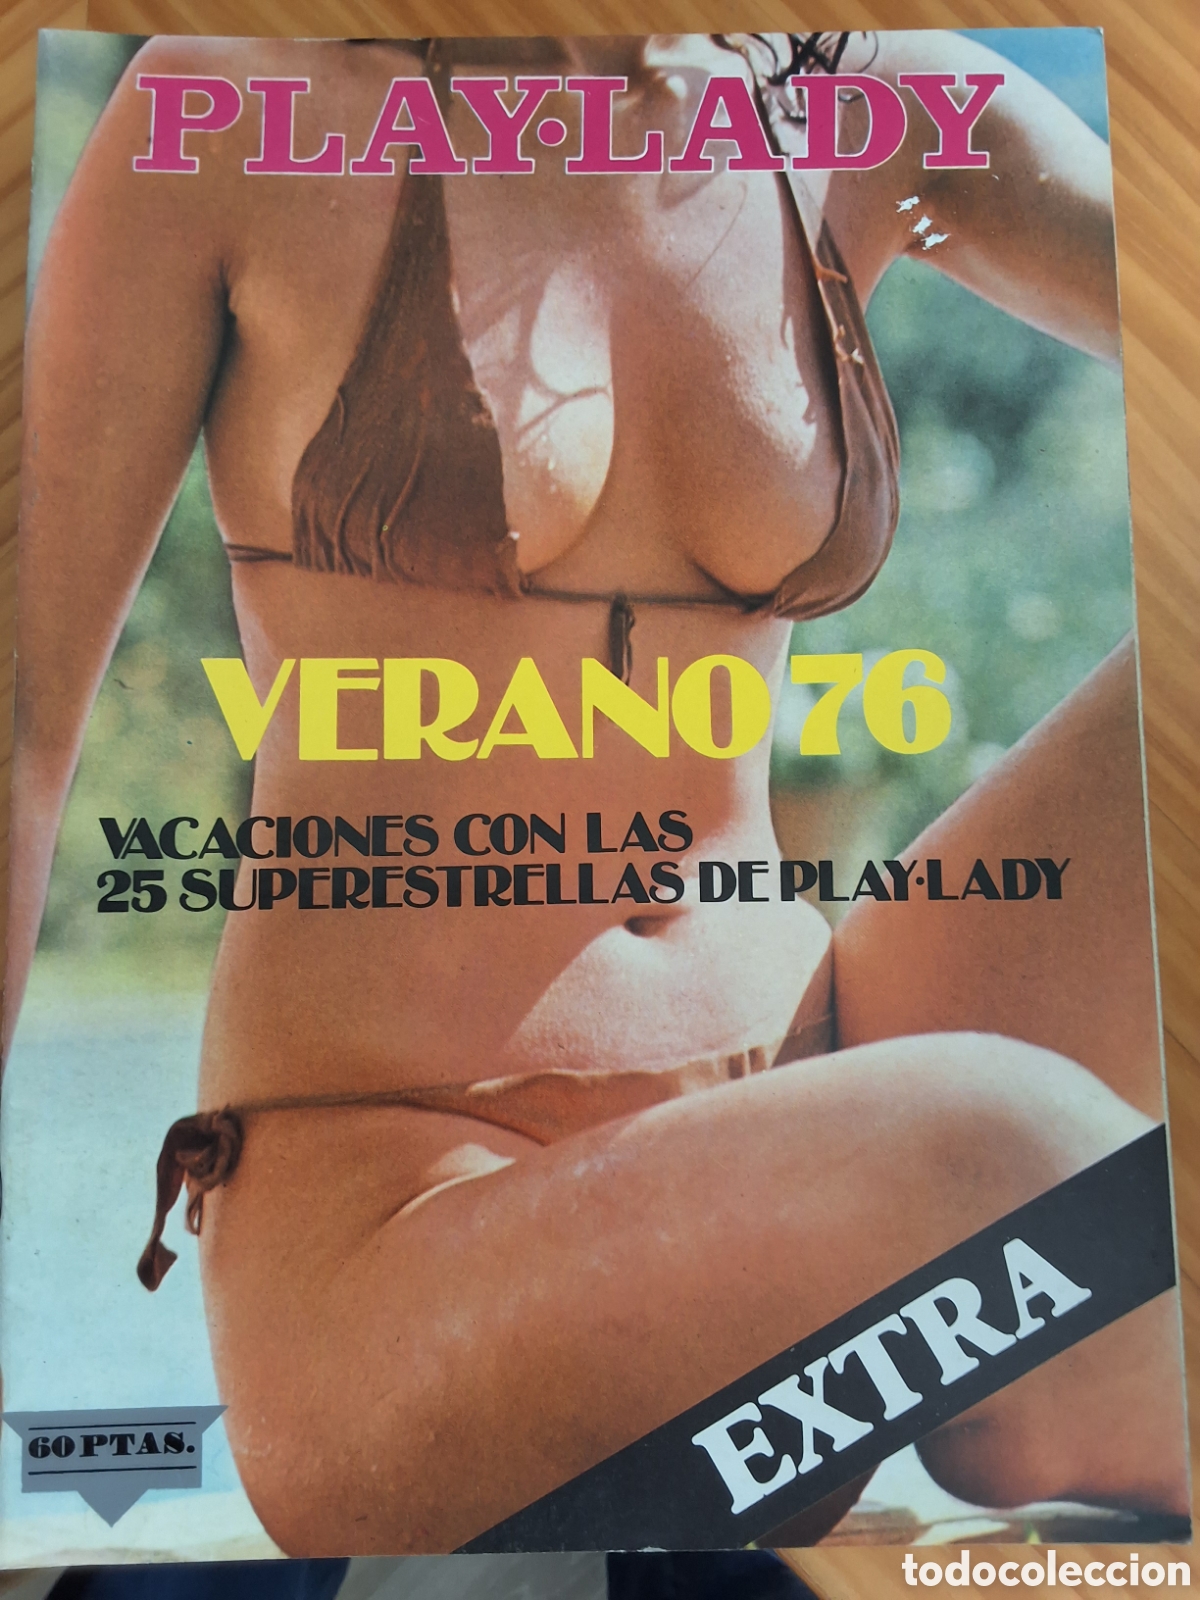 PLAY·LADY
VERANO 76
VACACIONES CON LAS
25 SUPERESTRELLAS DE PLAY·LADY
EXTRA
60 PTAS.
todocoleccion